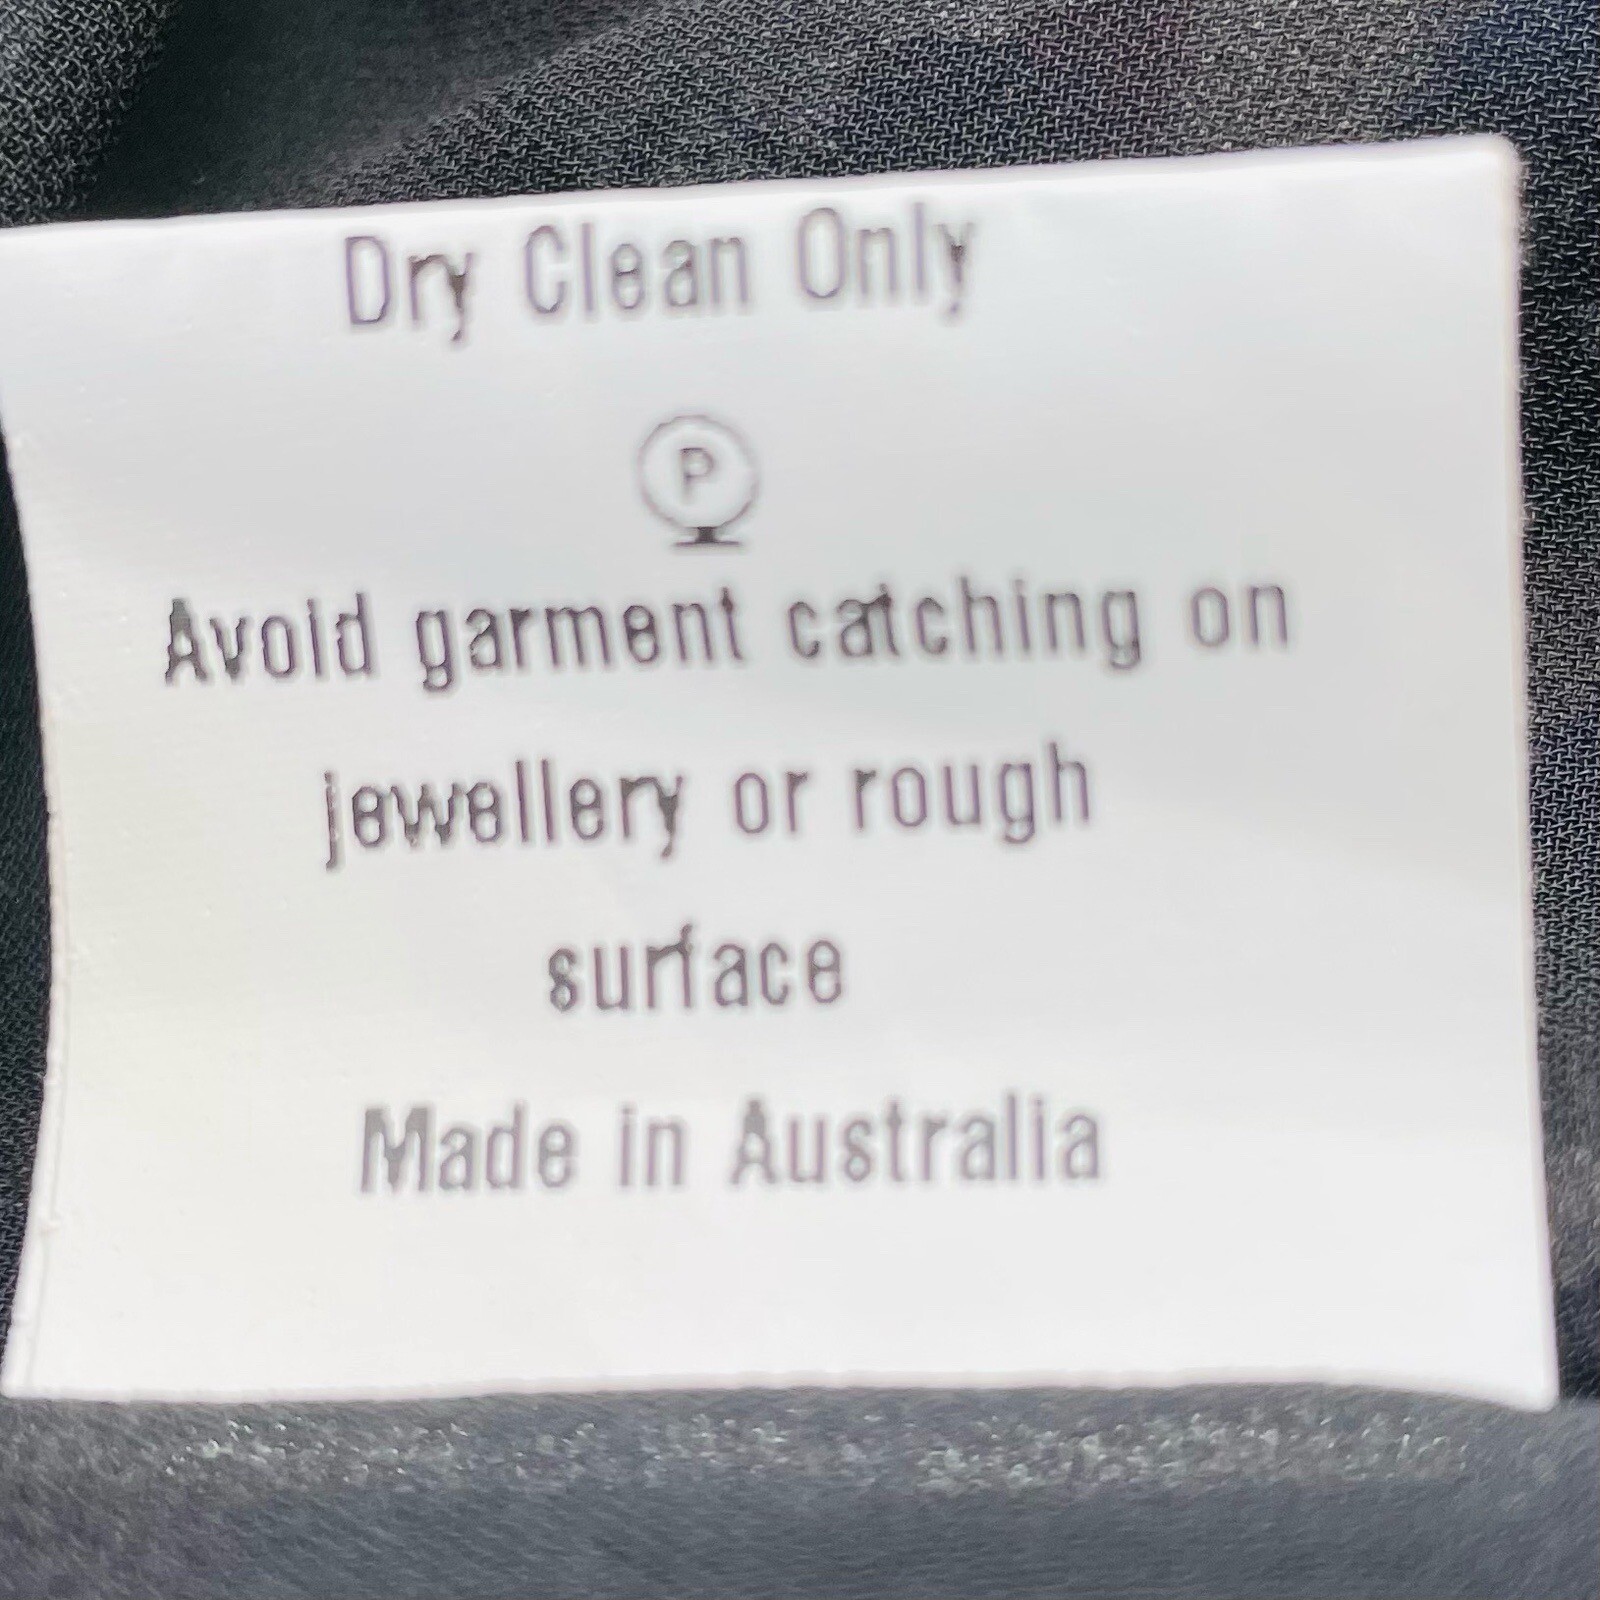 Dry Clean Only
P
Avoid garment catching on
jewellery or rough
surface
Made in Australia